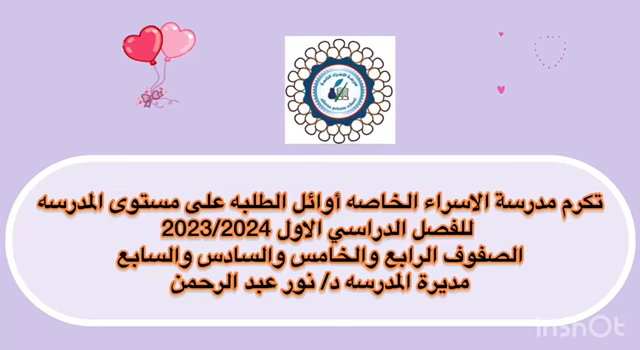 تكرم مدرسة الاسراء الخاصه أوائل الطلبه على مستوى المدرسه
للفصل الدراسي الاول 2023/2024
الصفوف الرابع والخامس والسادس والسابع
مديرة المدرسه د/ نور عبد الرحمن
InShOt